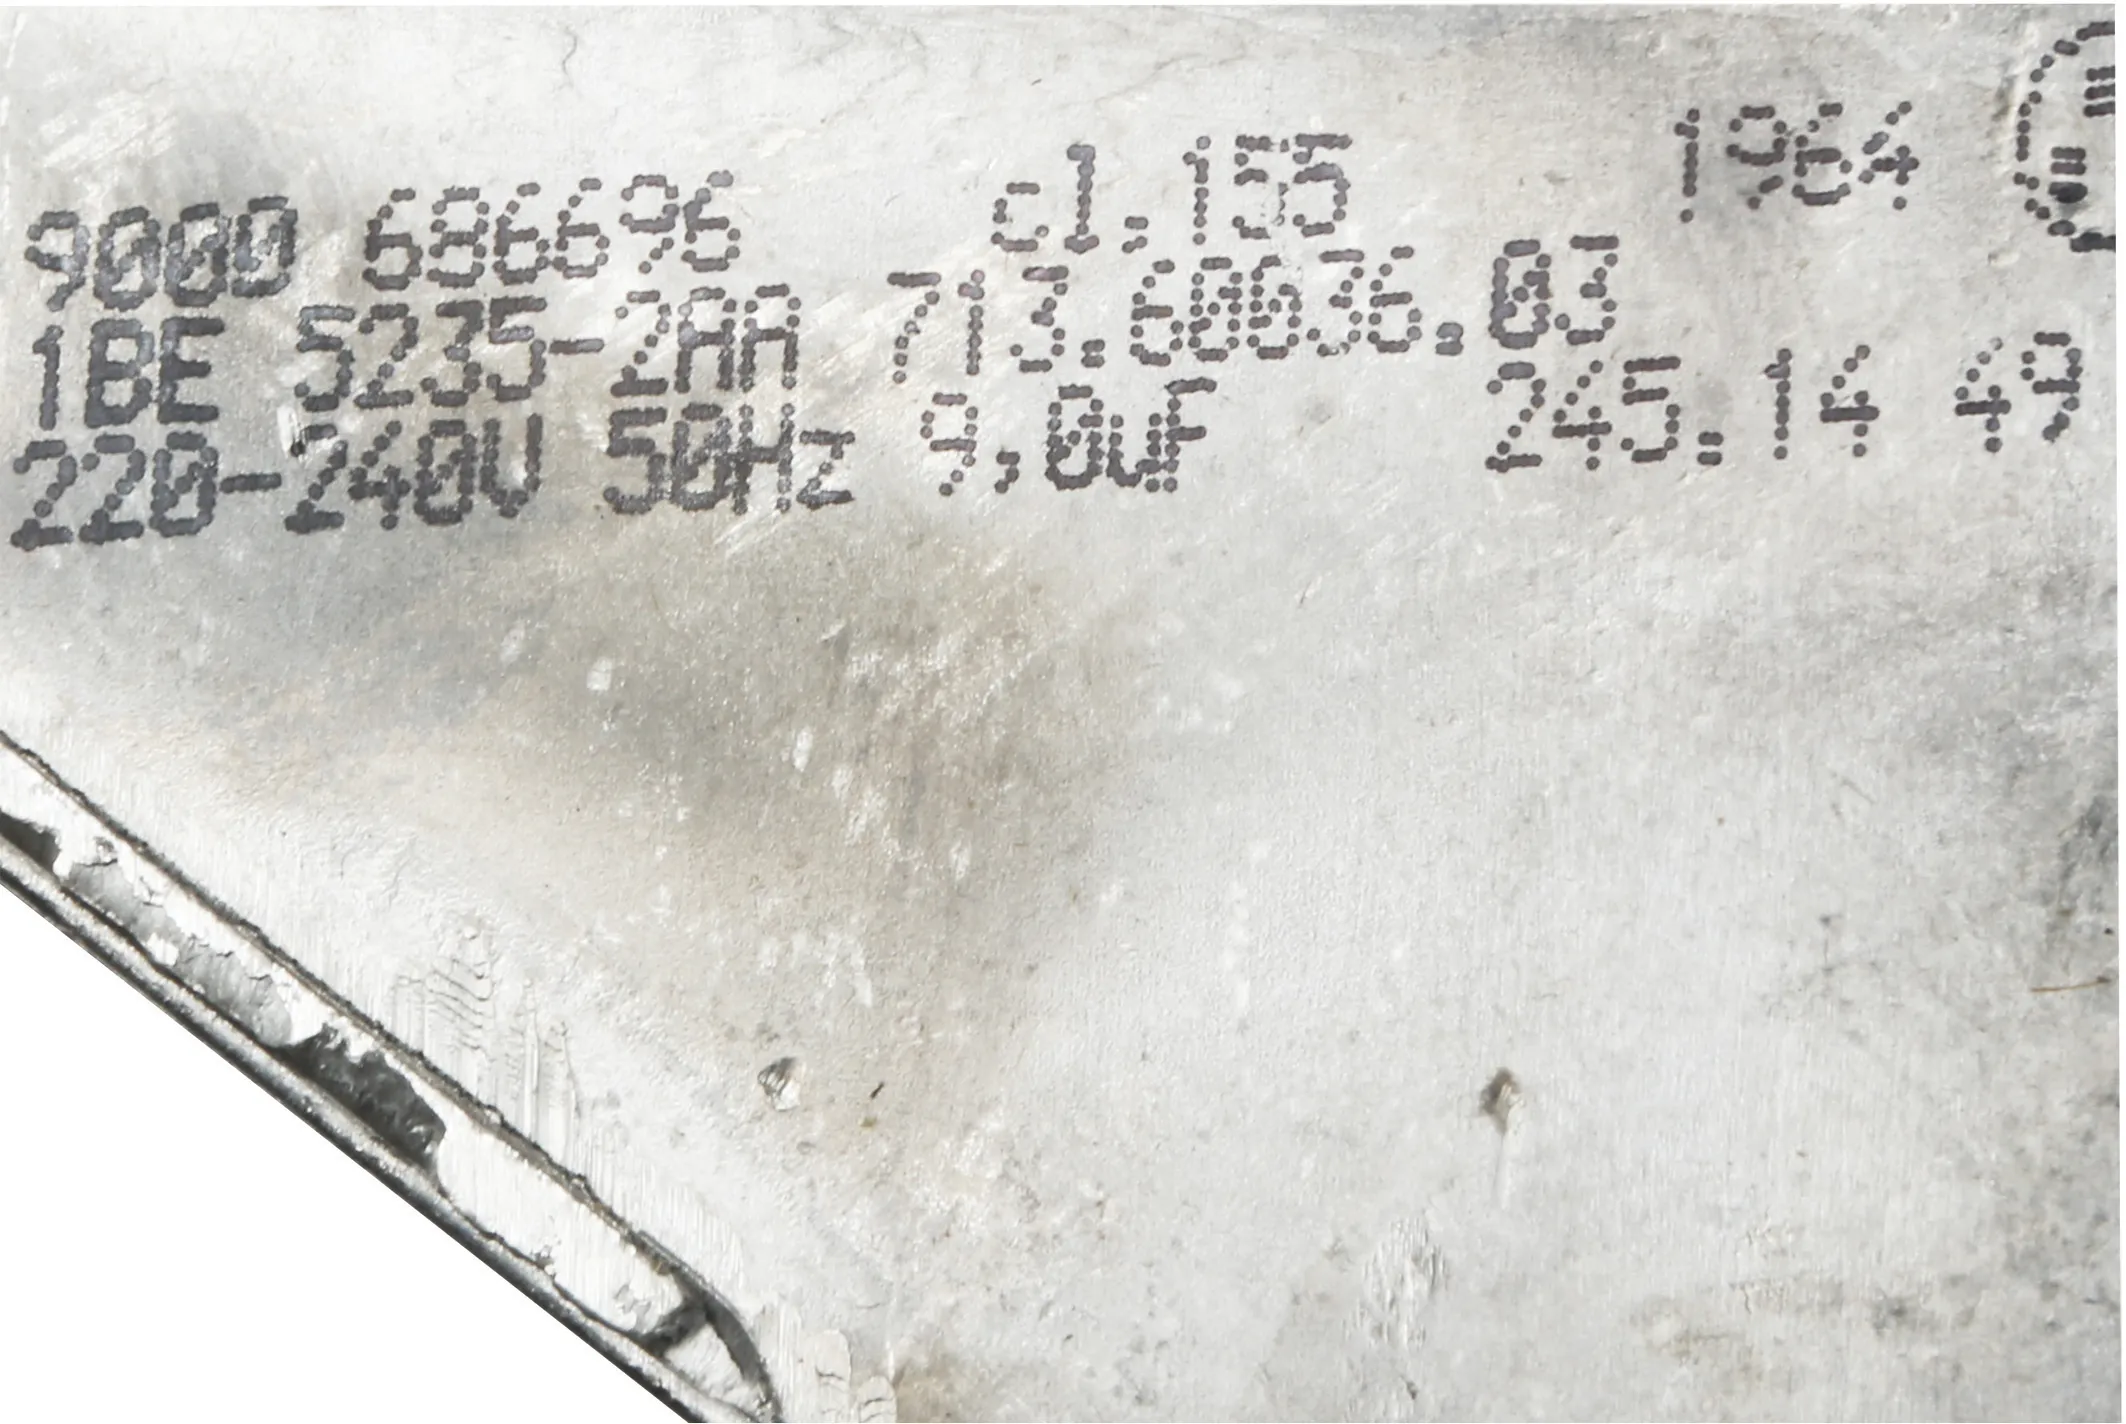 9000 686696 cl.155 1964
1BE 5235-2AA 713.60636.03
220-240V 50Hz 9,0uF 245.14 49